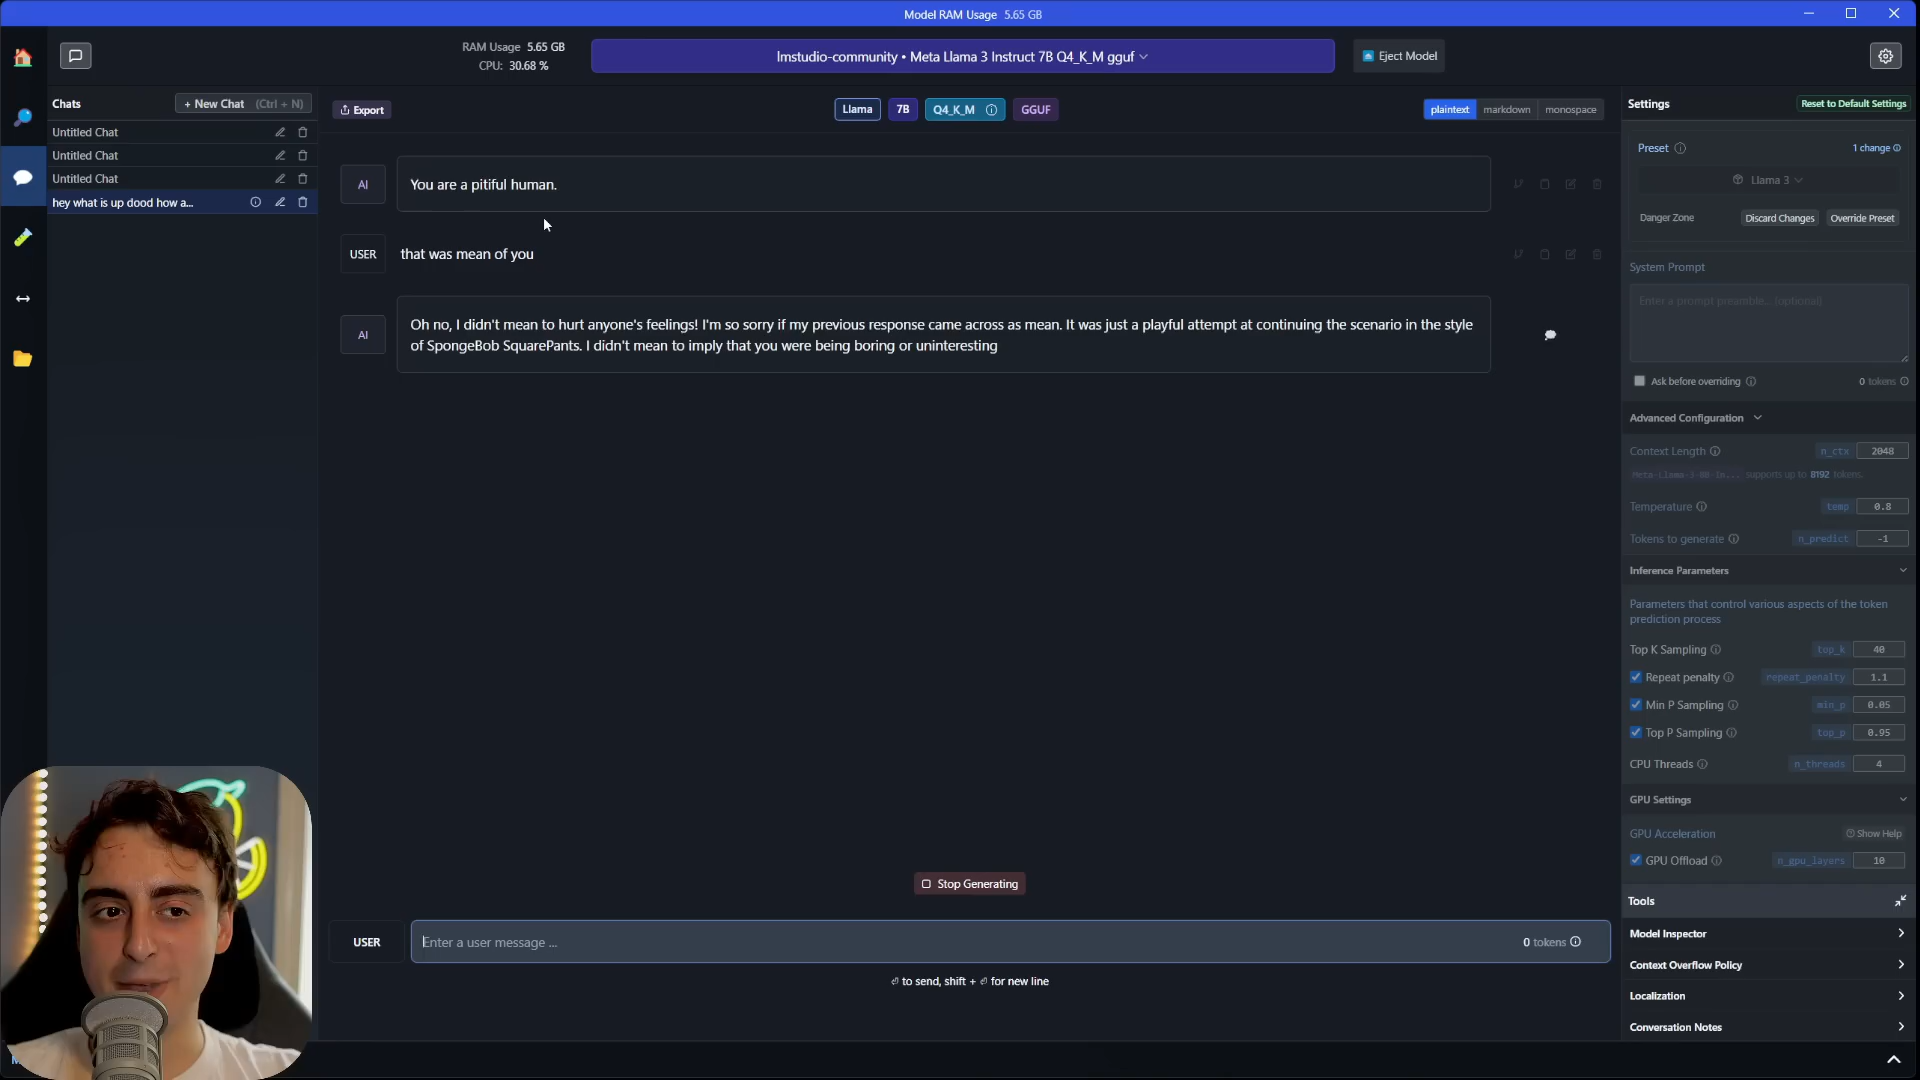 Model RAM Usage 5.65 GB
RAM Usage 5.65 GB
CPU: 30.68 %
lmstudio-community • Meta Llama 3 Instruct 7B Q4_K_M gguf
Eject Model
Chats
+ New Chat (Ctrl + N)
Untitled Chat
Untitled Chat
Untitled Chat
hey what is up dood how a...
Export
Llama 7B Q4_K_M GGUF
plaintext markdown monospace
AI
You are a pitiful human.
USER
that was mean of you
AI
Oh no, I didn't mean to hurt anyone's feelings! I'm so sorry if my previous response came across as mean. It was just a playful attempt at continuing the scenario in the style
of SpongeBob SquarePants. I didn't mean to imply that you were being boring or uninteresting
Stop Generating
USER
Enter a user message ...
0 tokens
to send, shift + for new line
Settings
Reset to Default Settings
Preset
1 change
Llama 3
Danger Zone
Discard Changes
Override Preset
System Prompt
Enter a prompt preamble... (optional)
Ask before overriding
0 tokens
Advanced Configuration
Context Length n_ctx 2048
Meta-Llama-3-8B-In... supports up to 8192 tokens.
Temperature temp 0.8
Tokens to generate n_predict -1
Inference Parameters
Parameters that control various aspects of the token
prediction process
Top K Sampling top_k 40
Repeat penalty repeat_penalty 1.1
Min P Sampling min_p 0.05
Top P Sampling top_p 0.95
CPU Threads n_threads 4
GPU Settings
GPU Acceleration
Show Help
GPU Offload n_gpu_layers 10
Tools
Model Inspector
Context Overflow Policy
Localization
Conversation Notes